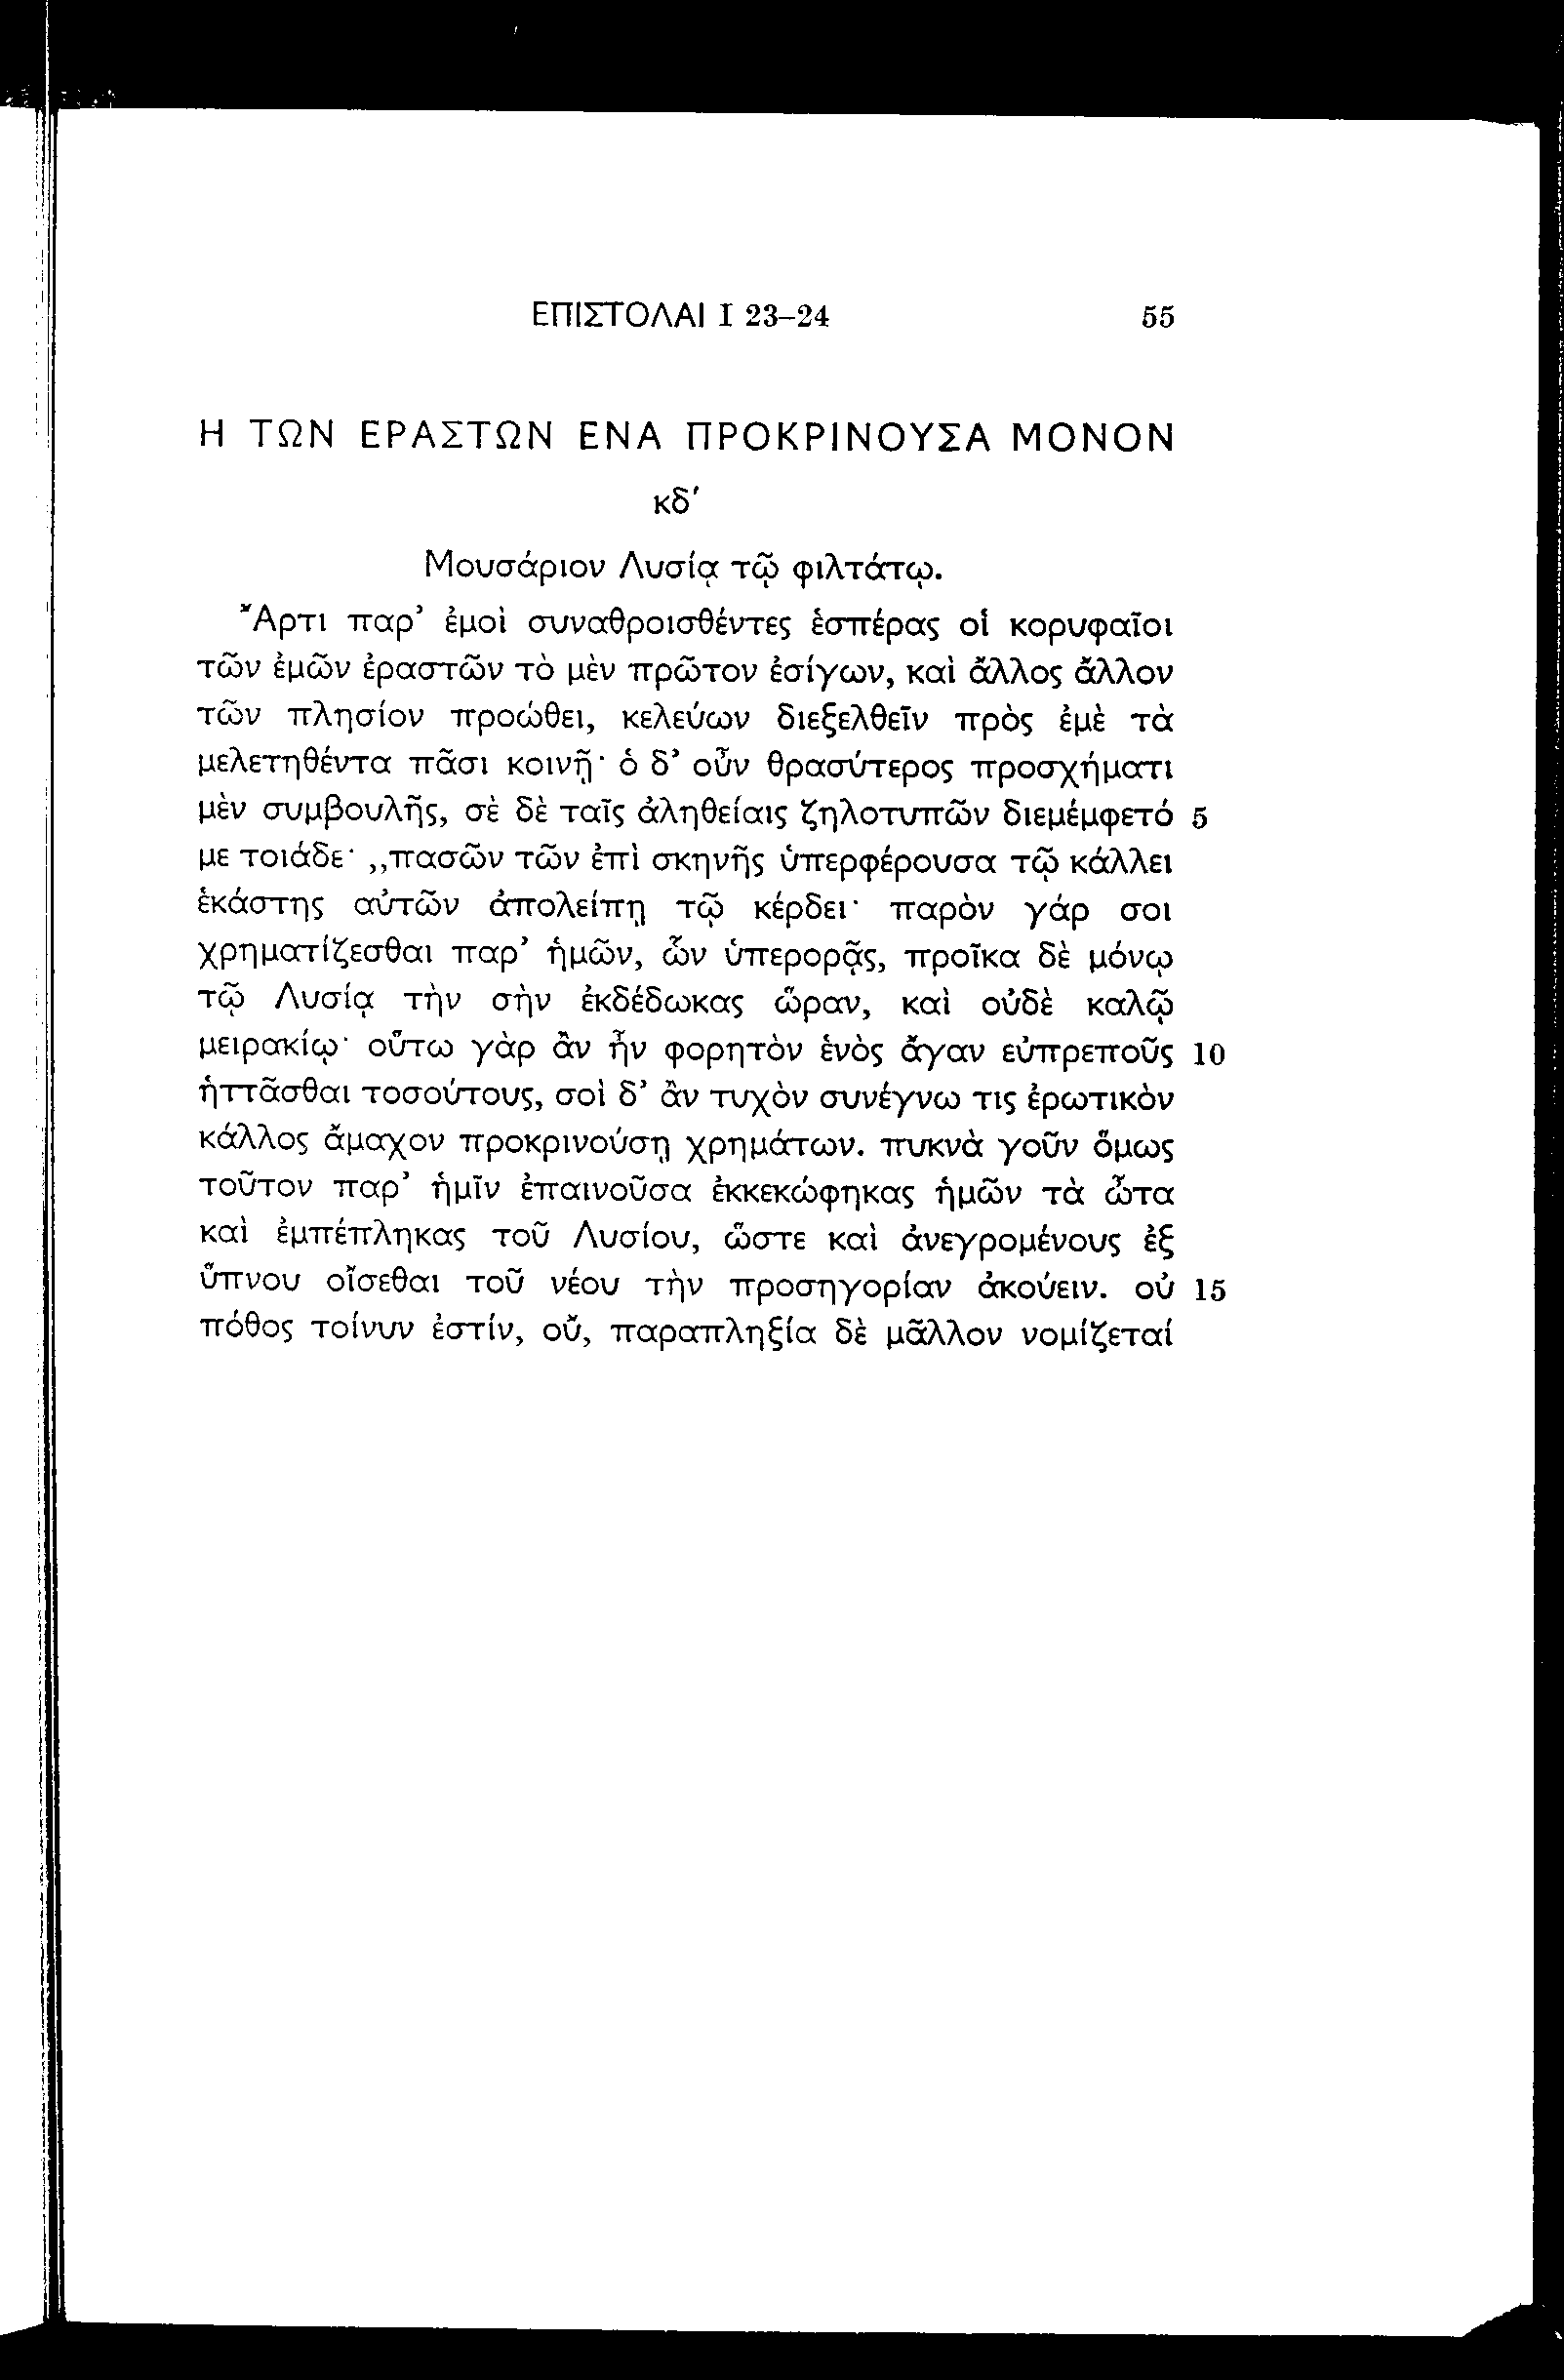 ΕΠΙΣΤΟΛΑΙ I 23–24 55
Η ΤΩΝ ΕΡΑΣΤΩΝ ΕΝΑ ΠΡΟΚΡΙΝΟΥΣΑ ΜΟΝΟΝ
κδ′
Μουσάριον Λυσίᾳ τῷ φιλτάτῳ.
Ἄρτι παρ’ ἐμοὶ συναθροισθέντες ἑσπέρας οἱ κορυφαῖοι
τῶν ἐμῶν ἐραστῶν τὸ μὲν πρῶτον ἐσίγων, καὶ ἄλλος ἄλλον
τῶν πλησίον προώθει, κελεύων διεξελθεῖν πρὸς ἐμὲ τὰ
μελετηθέντα πᾶσι κοινῇ· ὁ δ’ οὖν θρασύτερος προσχήματι
μὲν συμβουλῆς, σὲ δὲ ταῖς ἀληθείαις ζηλοτυπῶν διεμέμφετό 5
με τοιάδε· „πασῶν τῶν ἐπὶ σκηνῆς ὑπερφέρουσα τῷ κάλλει
ἑκάστης αὐτῶν ἀπολείπῃ τῷ κέρδει· παρὸν γάρ σοι
χρηματίζεσθαι παρ’ ἡμῶν, ὧν ὑπερορᾷς, προῖκα δὲ μόνῳ
τῷ Λυσίᾳ τὴν σὴν ἐκδέδωκας ὥραν, καὶ οὐδὲ καλῷ
μειρακίῳ· οὕτω γὰρ ἂν ἦν φορητὸν ἑνὸς ἄγαν εὐπρεποῦς 10
ἡττᾶσθαι τοσούτους, σοὶ δ’ ἂν τυχὸν συνέγνω τις ἐρωτικὸν
κάλλος ἄμαχον προκρινούσῃ χρημάτων. πυκνὰ γοῦν ὅμως
τοῦτον παρ’ ἡμῖν ἐπαινοῦσα ἐκκεκώφηκας ἡμῶν τὰ ὦτα
καὶ ἐμπέπληκας τοῦ Λυσίου, ὥστε καὶ ἀνεγρομένους ἐξ
ὕπνου οἴσεθαι τοῦ νέου τὴν προσηγορίαν ἀκούειν. οὐ 15
πόθος τοίνυν ἐστίν, οὔ, παραπληξία δὲ μᾶλλον νομίζεταί